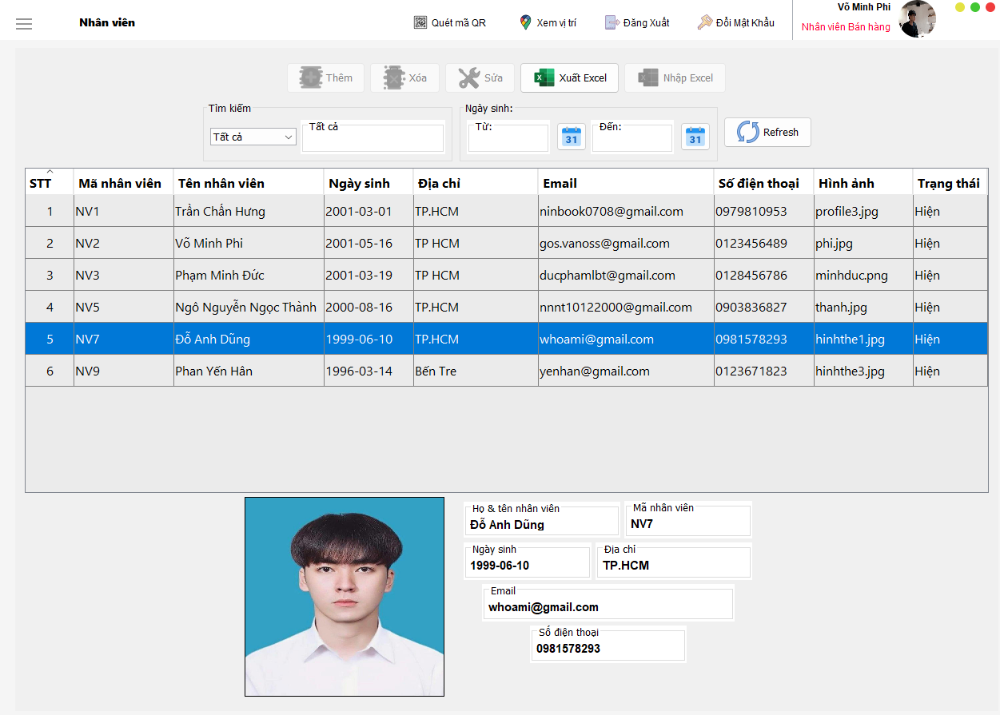 Nhân viên Quét mã QR Xem vị trí Đăng Xuất Đổi Mật Khẩu Võ Minh Phi
Nhân viên Bán hàng
Thêm Xóa Sửa Xuất Excel Nhập Excel
Tìm kiếm Ngày sinh:
Tất cả Tất cả Từ: 31 Đến: 31 Refresh
STT Mã nhân viên Tên nhân viên Ngày sinh Địa chỉ Email Số điện thoại Hình ảnh Trạng thái
1 NV1 Trần Chấn Hưng 2001-03-01 TP.HCM ninbook0708@gmail.com 0979810953 profile3.jpg Hiện
2 NV2 Võ Minh Phi 2001-05-16 TP HCM gos.vanoss@gmail.com 0123456489 phi.jpg Hiện
3 NV3 Phạm Minh Đức 2001-03-19 TP HCM ducphamlbt@gmail.com 0128456786 minhduc.png Hiện
4 NV5 Ngô Nguyễn Ngọc Thành 2000-08-16 TP.HCM nnnt10122000@gmail.com 0903836827 thanh.jpg Hiện
5 NV7 Đỗ Anh Dũng 1999-06-10 TP.HCM whoami@gmail.com 0981578293 hinhthe1.jpg Hiện
6 NV9 Phan Yến Hân 1996-03-14 Bến Tre yenhan@gmail.com 0123671823 hinhthe3.jpg Hiện
Họ & tên nhân viên Mã nhân viên
Đỗ Anh Dũng NV7
Ngày sinh Địa chỉ
1999-06-10 TP.HCM
Email
whoami@gmail.com
Số điện thoại
0981578293